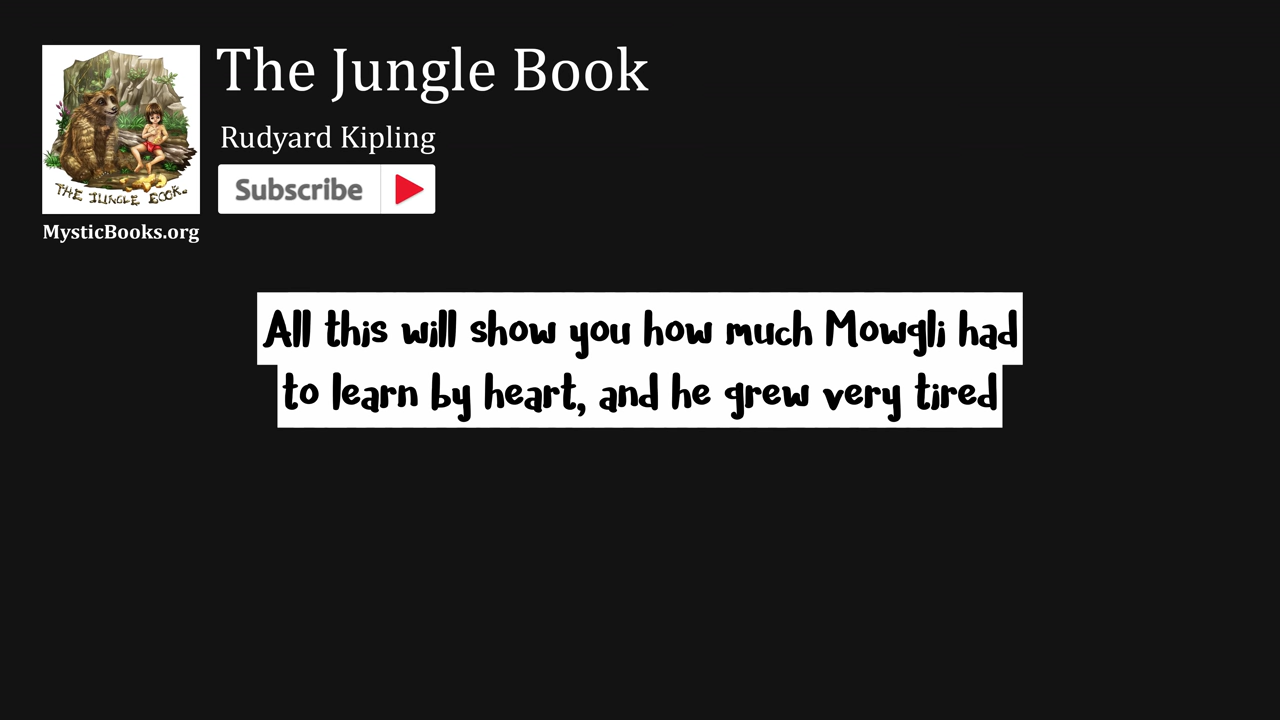 The Jungle Book
Rudyard Kipling
Subscribe
THE JUNGLE BOOK.
MysticBooks.org
All this will show you how much Mowgli had
to learn by heart, and he grew very tired